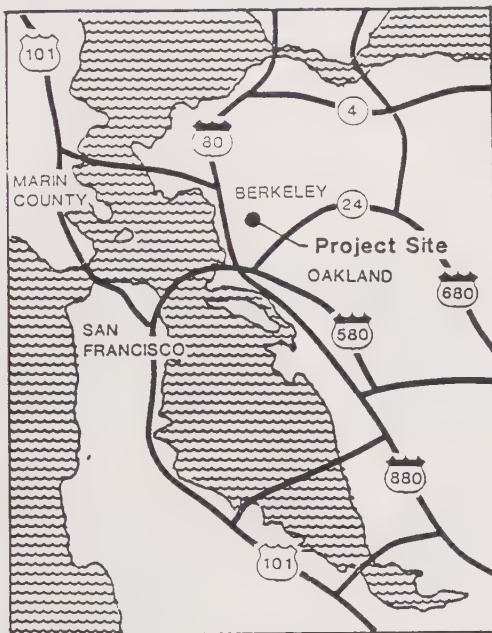 101
4
80
MARIN
COUNTY
BERKELEY
24
Project Site
OAKLAND
680
SAN
FRANCISCO
580
880
101